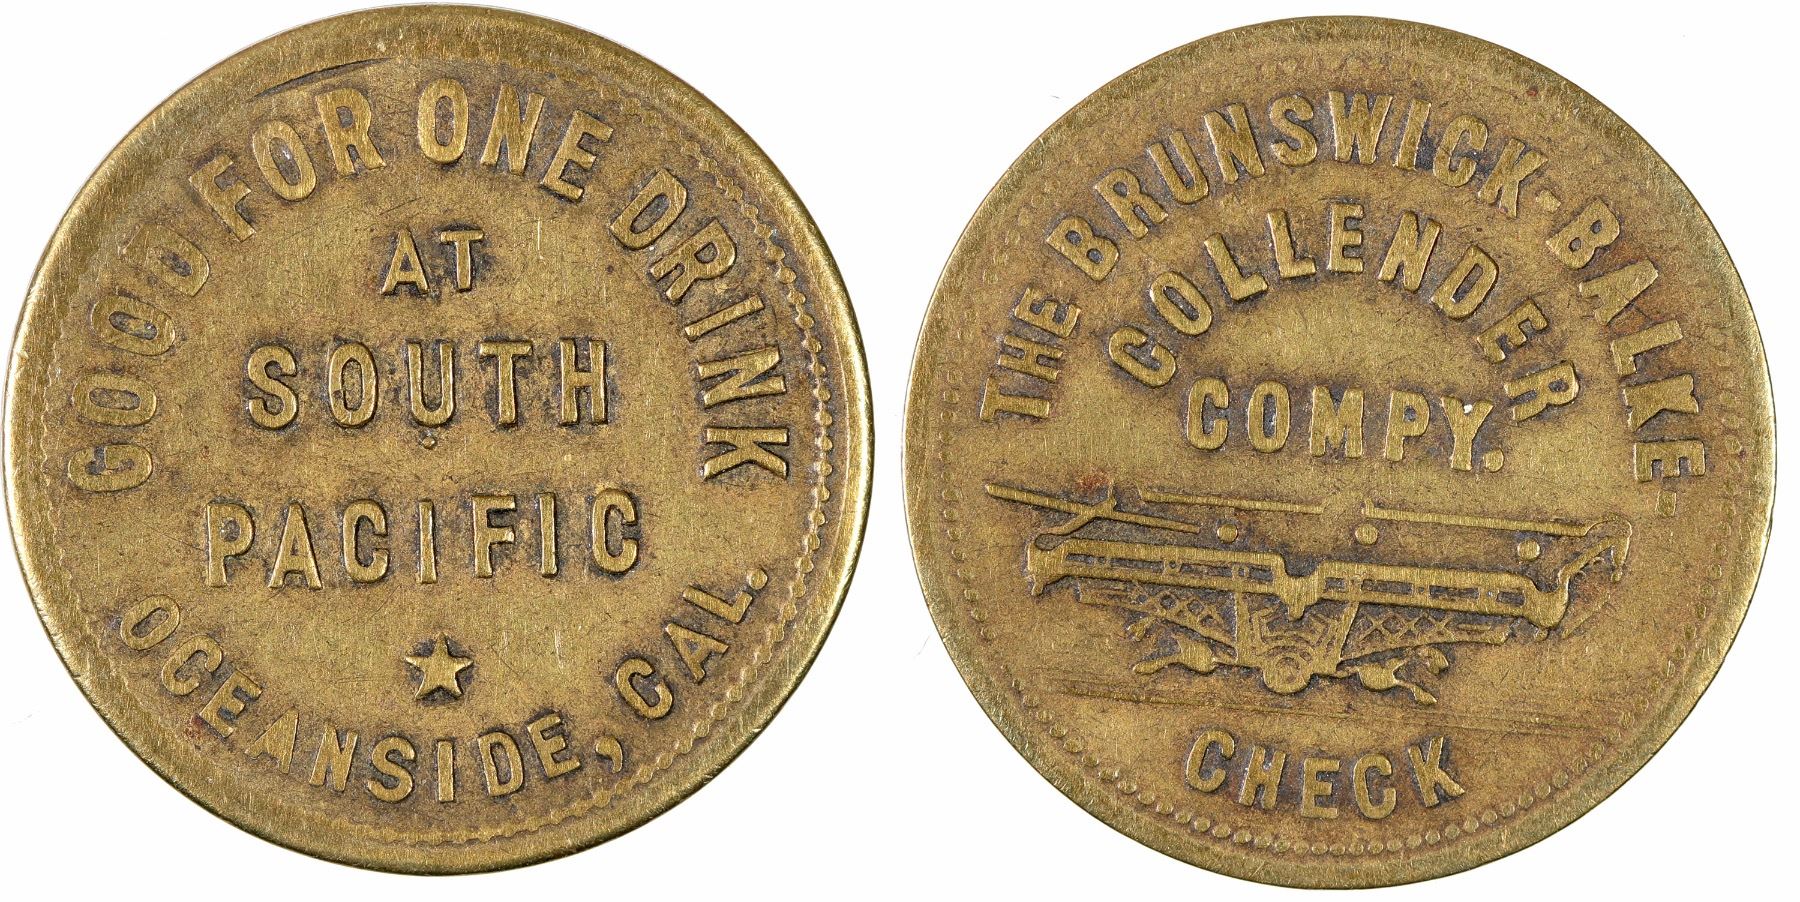 GOOD FOR ONE DRINK
AT
SOUTH
PACIFIC
OCEANSIDE, CAL.
THE BRUNSWICK-BALKE-
COLLENDER
COMPY.
CHECK